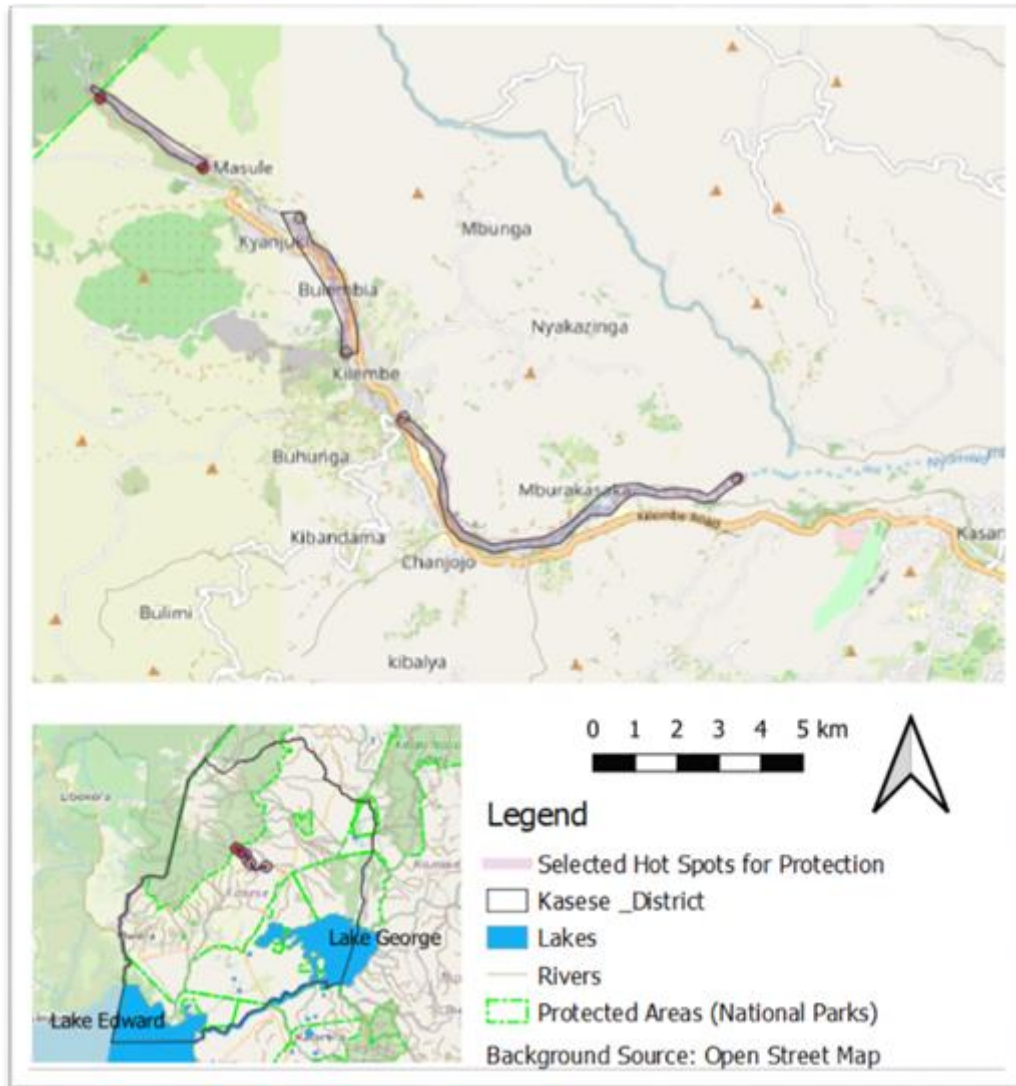 Masule
Mbunga
Kyanjuki
Bulembia
Nyakazinga
Kilembe
Buhunga
Mburakasaka
Kilembe Road
Kasan
Kibandama
Chanjojo
Bulimi
kibalya
0 1 2 3 4 5 km
Lake George
Lake Edward
Legend
Selected Hot Spots for Protection
Kasese _District
Lakes
Rivers
Protected Areas (National Parks)
Background Source: Open Street Map